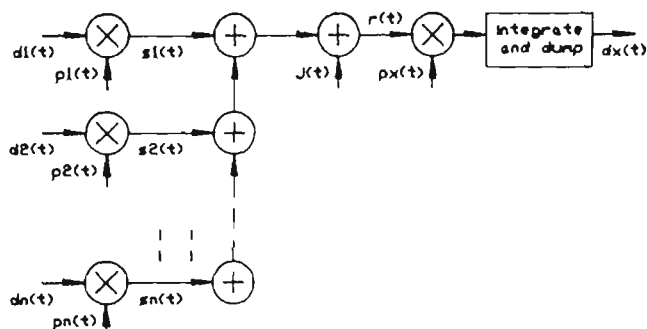 d1(t)
p1(t)
s1(t)
J(t)
r(t)
px(t)
integrate
and dump
dx(t)
d2(t)
p2(t)
s2(t)
dn(t)
pn(t)
sn(t)